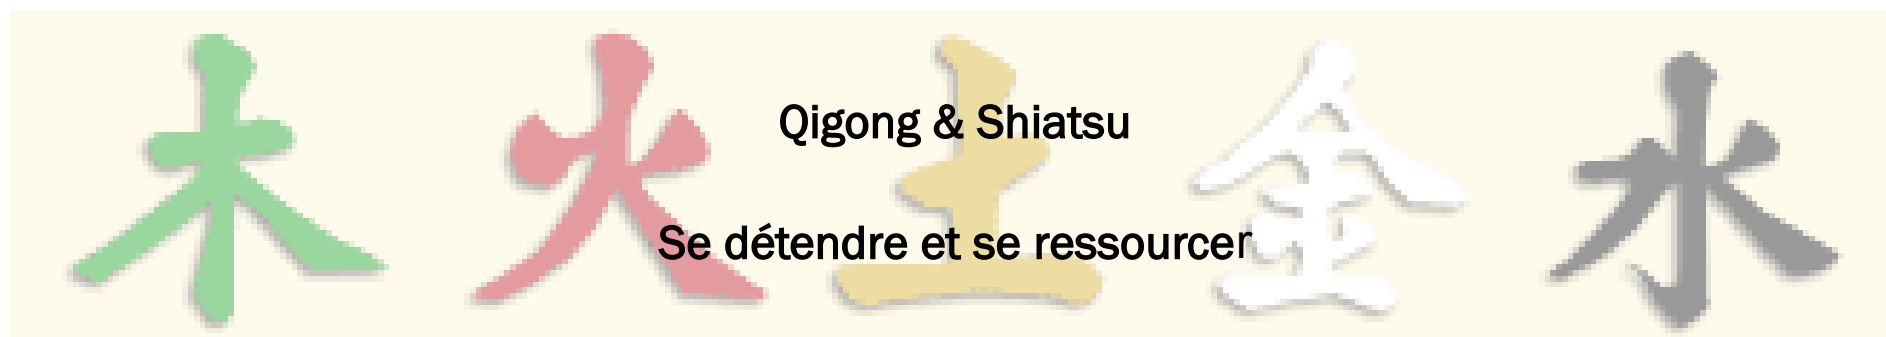 木 火 土 金 水
Qigong & Shiatsu
Se détendre et se ressourcer